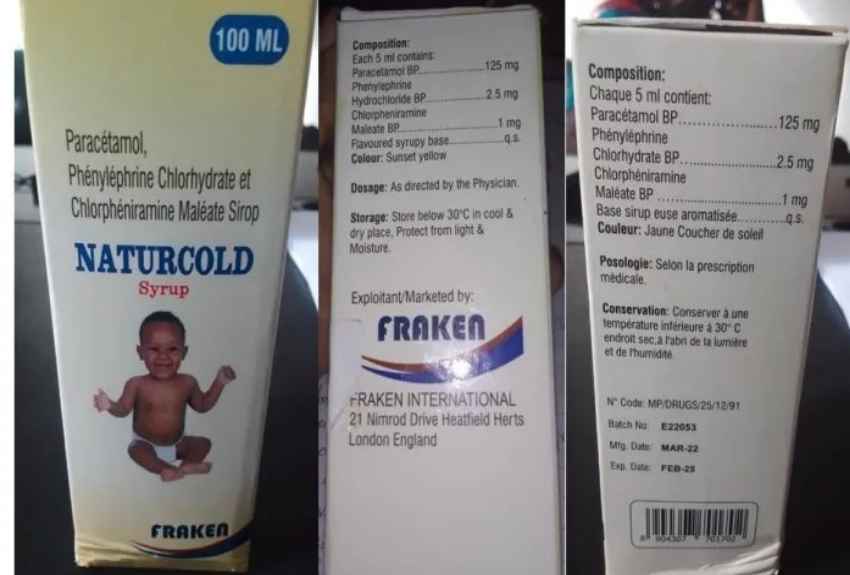 100 ML
Paracétamol,
Phényléphrine Chlorhydrate et
Chlorphéniramine Maléate Sirop
NATURCOLD
Syrup
FRAKEN
Composition:
Each 5 ml contains:
Paracetamol BP..................125 mg
Phenylephrine
Hydrochloride BP...............2.5 mg
Chlorpheniramine
Maleate BP........................1 mg
Flavoured syrupy base............q.s.
Colour: Sunset yellow
Dosage: As directed by the Physician.
Storage: Store below 30°C in cool &
dry place, Protect from light &
Moisture.
Exploitant/Marketed by:
FRAKEN
FRAKEN INTERNATIONAL
21 Nimrod Drive Heatfield Herts
London England
Composition:
Chaque 5 ml contient:
Paracétamol BP....................125 mg
Phényléphrine
Chlorhydrate BP..................2.5 mg
Chlorphéniramine
Maléate BP........................1 mg
Base sirup euse aromatisée...........q.s.
Couleur: Jaune Coucher de soleil
Posologie: Selon la prescription
médicale.
Conservation: Conserver à une
température inférieure à 30° C
endroit sec,à l'abri de la lumière
et de l'humidité.
N° Code: MP/DRUGS/25/12/91
Batch No: E22053
Mfg. Date: MAR-22
Exp. Date: FEB-25
8 904307 701702